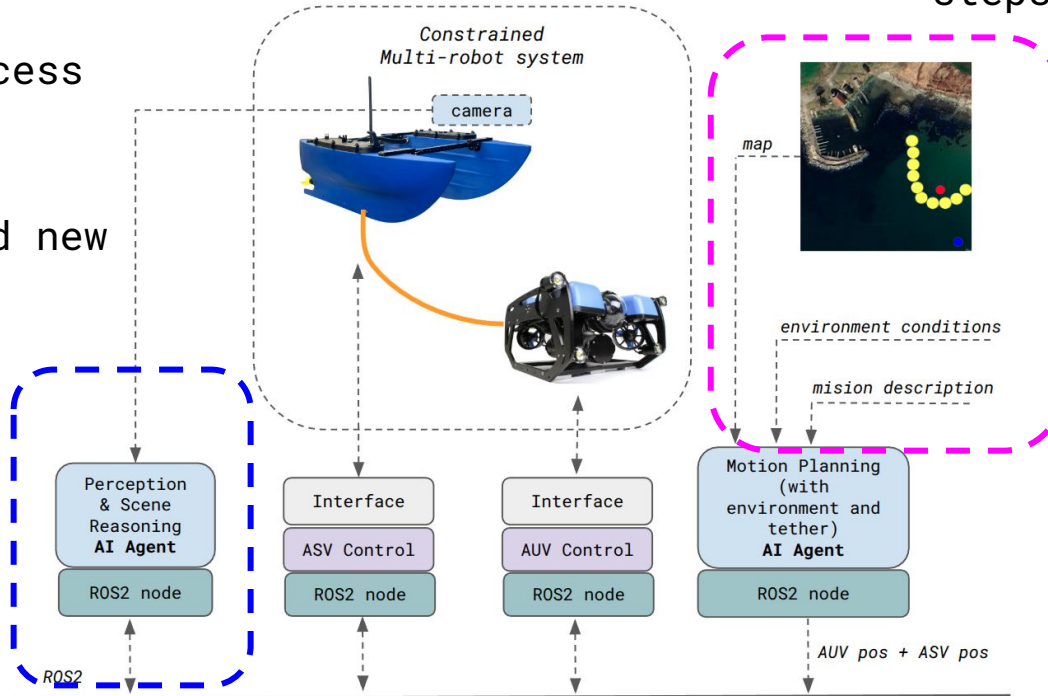 steps
cess
d new
Constrained
Multi-robot system
camera
map
environment conditions
mision description
Perception
& Scene
Reasoning
AI Agent
ROS2 node
Interface
ASV Control
ROS2 node
Interface
AUV Control
ROS2 node
Motion Planning
(with
environment and
tether)
AI Agent
ROS2 node
ROS2
AUV pos + ASV pos